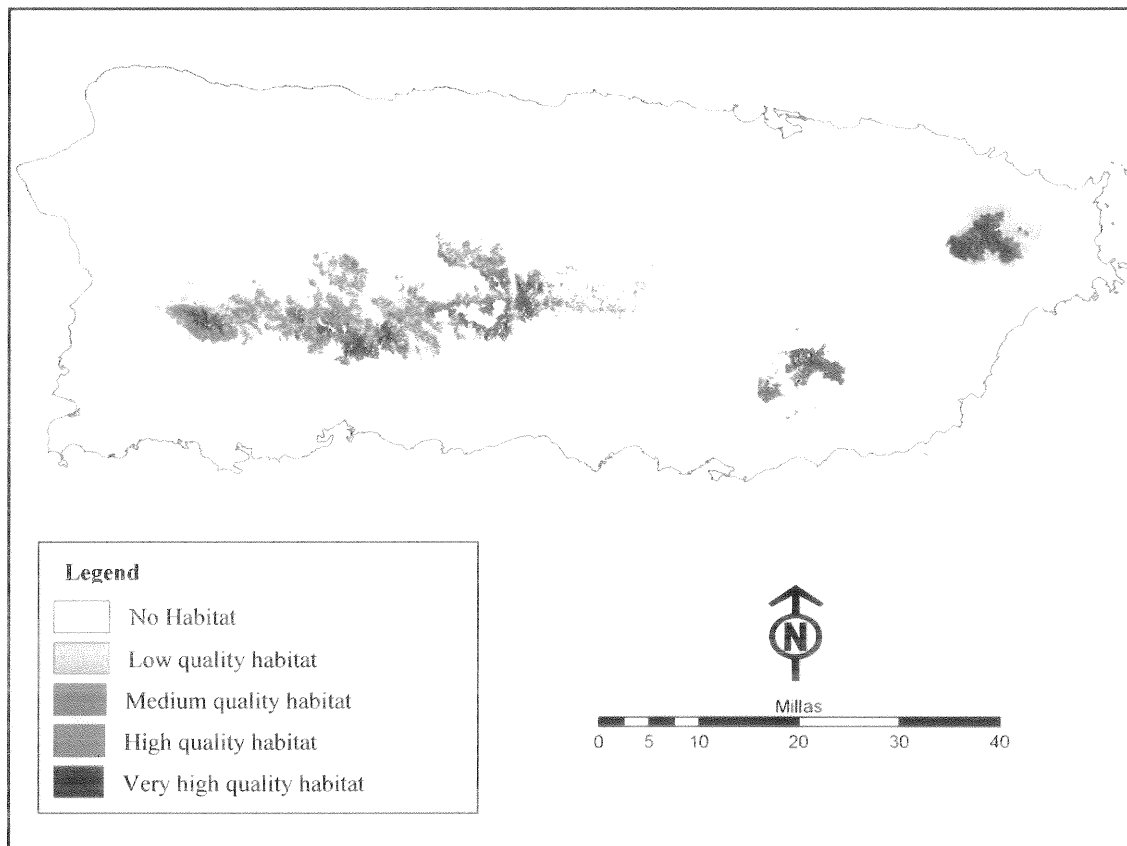 Legend
No Habitat
Low quality habitat
Medium quality habitat
High quality habitat
Very high quality habitat
N
Millas
0 5 10 20 30 40